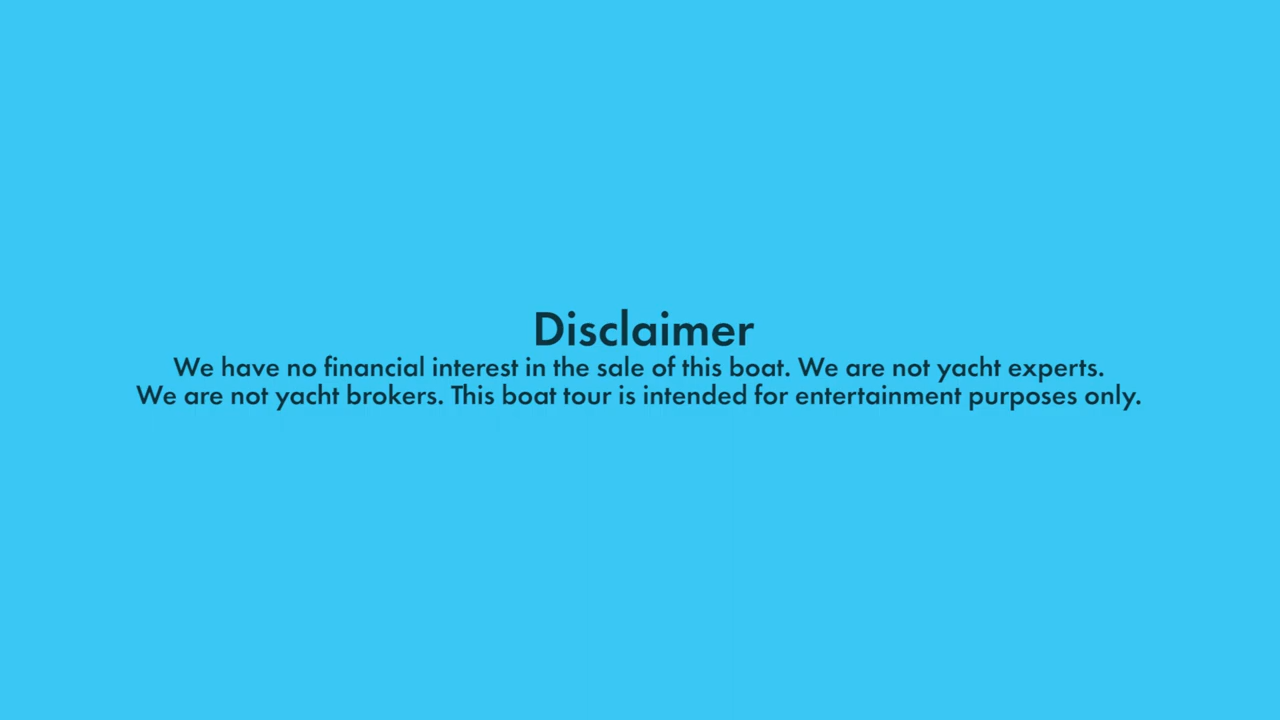 Disclaimer
We have no financial interest in the sale of this boat. We are not yacht experts.
We are not yacht brokers. This boat tour is intended for entertainment purposes only.